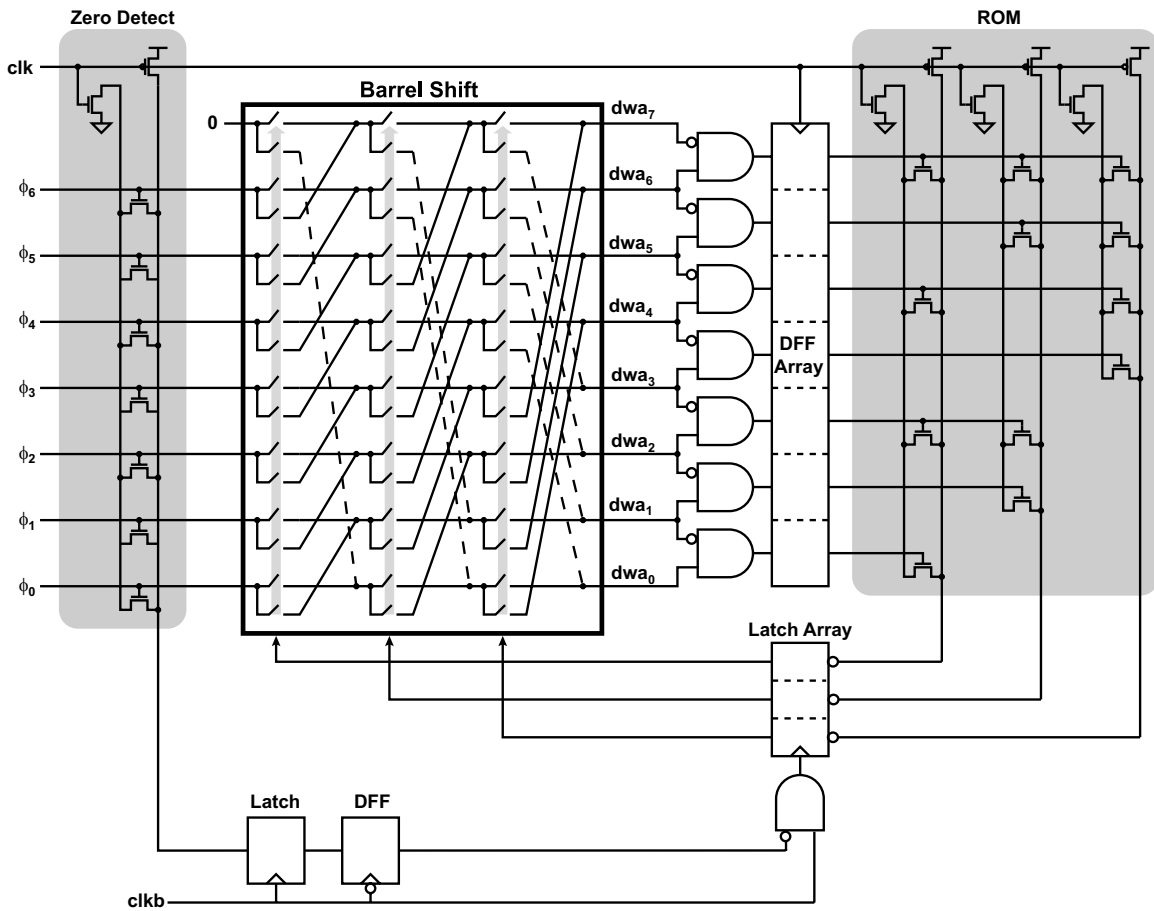 Zero Detect
ROM
clk
Barrel Shift
0
dwa7
ϕ6
dwa6
ϕ5
dwa5
ϕ4
dwa4
DFF
Array
ϕ3
dwa3
ϕ2
dwa2
ϕ1
dwa1
ϕ0
dwa0
Latch Array
Latch
DFF
clkb